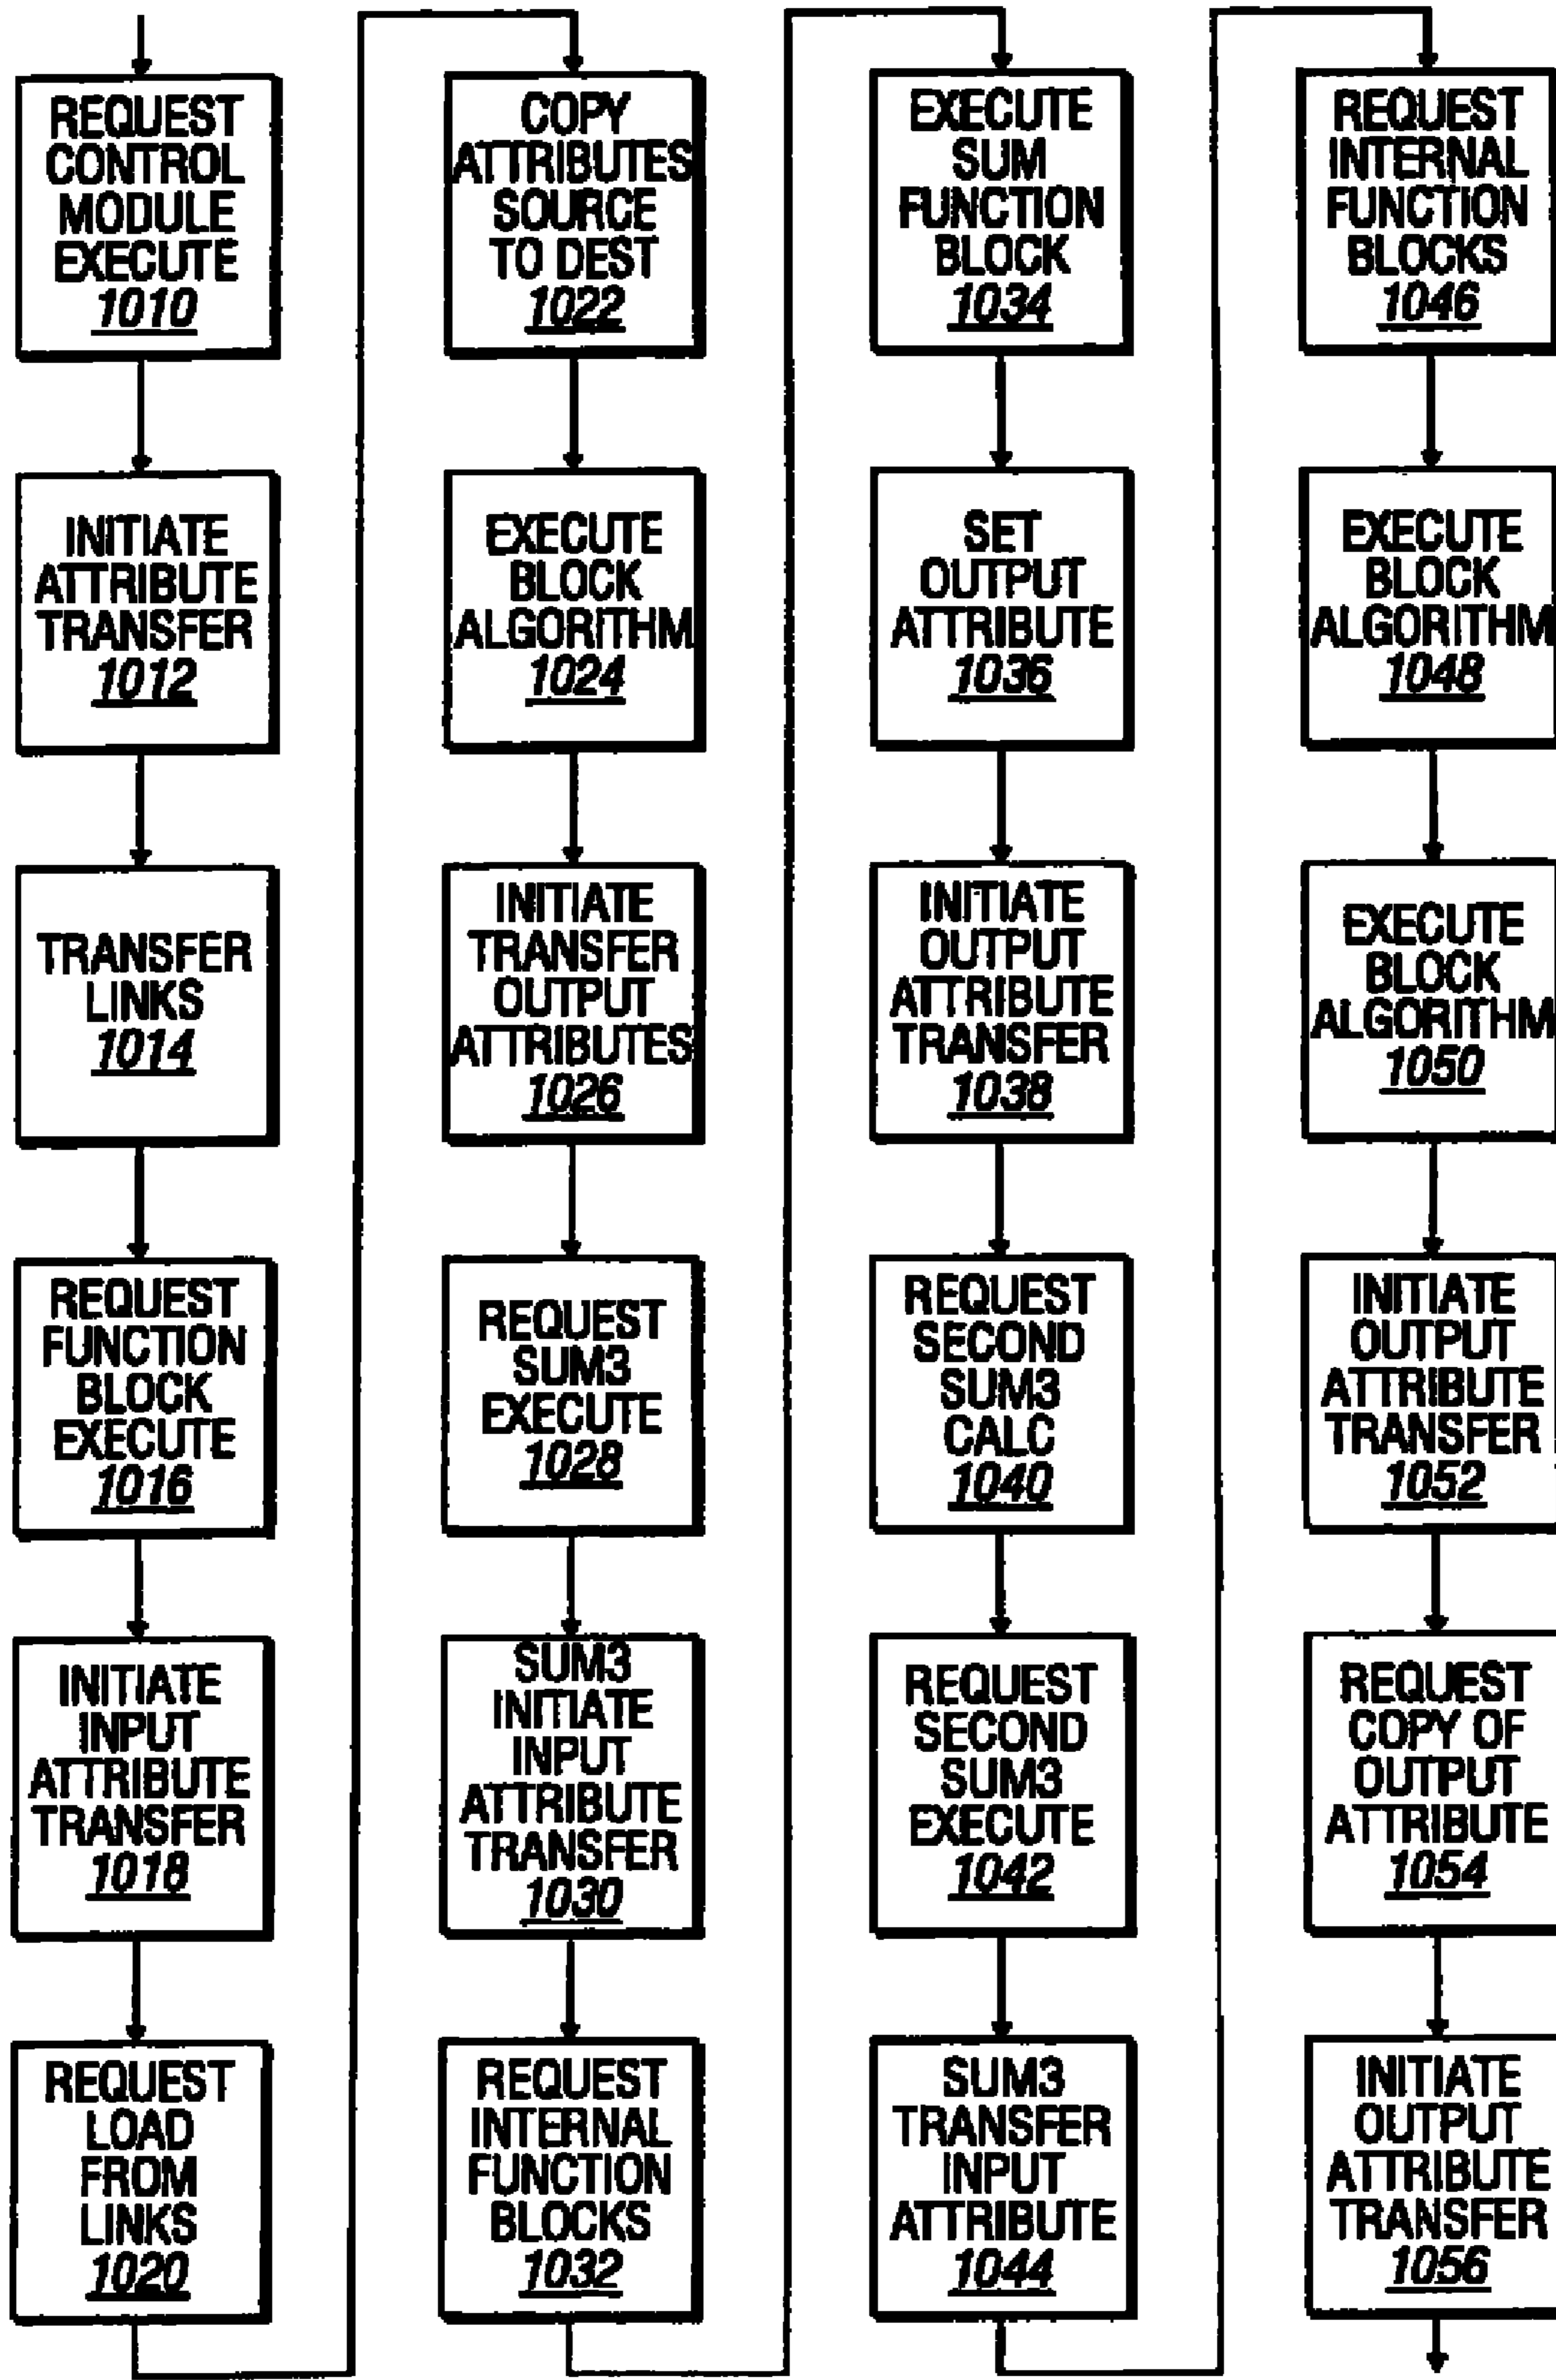 REQUEST
CONTROL
MODULE
EXECUTE
1010
INITIATE
ATTRIBUTE
TRANSFER
1012
TRANSFER
LINKS
1014
REQUEST
FUNCTION
BLOCK
EXECUTE
1016
INITIATE
INPUT
ATTRIBUTE
TRANSFER
1018
REQUEST
LOAD
FROM
LINKS
1020
COPY
ATTRIBUTES
SOURCE
TO DEST
1022
EXECUTE
BLOCK
ALGORITHM
1024
INITIATE
TRANSFER
OUTPUT
ATTRIBUTES
1026
REQUEST
SUM3
EXECUTE
1028
SUM3
INITIATE
INPUT
ATTRIBUTE
TRANSFER
1030
REQUEST
INTERNAL
FUNCTION
BLOCKS
1032
EXECUTE
SUM
FUNCTION
BLOCK
1034
SET
OUTPUT
ATTRIBUTE
1036
INITIATE
OUTPUT
ATTRIBUTE
TRANSFER
1038
REQUEST
SECOND
SUM3
CALC
1040
REQUEST
SECOND
SUM3
EXECUTE
1042
SUM3
TRANSFER
INPUT
ATTRIBUTE
1044
REQUEST
INTERNAL
FUNCTION
BLOCKS
1046
EXECUTE
BLOCK
ALGORITHM
1048
EXECUTE
BLOCK
ALGORITHM
1050
INITIATE
OUTPUT
ATTRIBUTE
TRANSFER
1052
REQUEST
COPY OF
OUTPUT
ATTRIBUTE
1054
INITIATE
OUTPUT
ATTRIBUTE
TRANSFER
1056